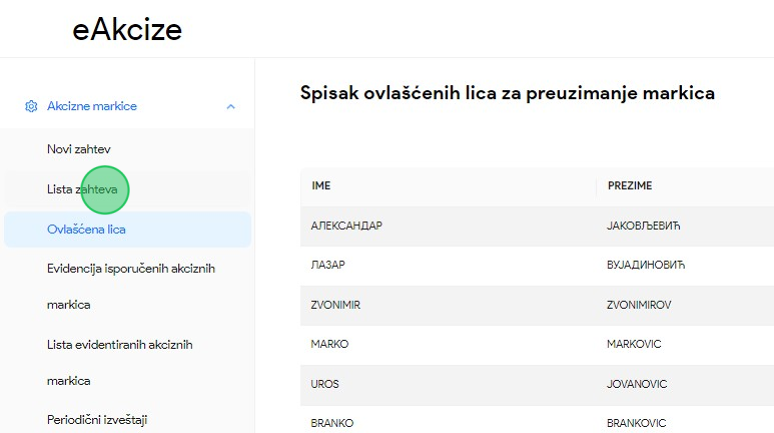 eAkcize
Akcizne markice
Novi zahtev
Lista zahteva
Ovlašćena lica
Evidencija isporučenih akciznih
markica
Lista evidentiranih akciznih
markica
Periodični izveštaji
Spisak ovlašćenih lica za preuzimanje markica
IME PREZIME
АЛЕКСАНДАР ЈАКОВЉЕВИЋ
ЛАЗАР ВУЈАДИНОВИЋ
ZVONIMIR ZVONIMIROV
MARKO MARKOVIC
UROS JOVANOVIC
BRANKO BRANKOVIC